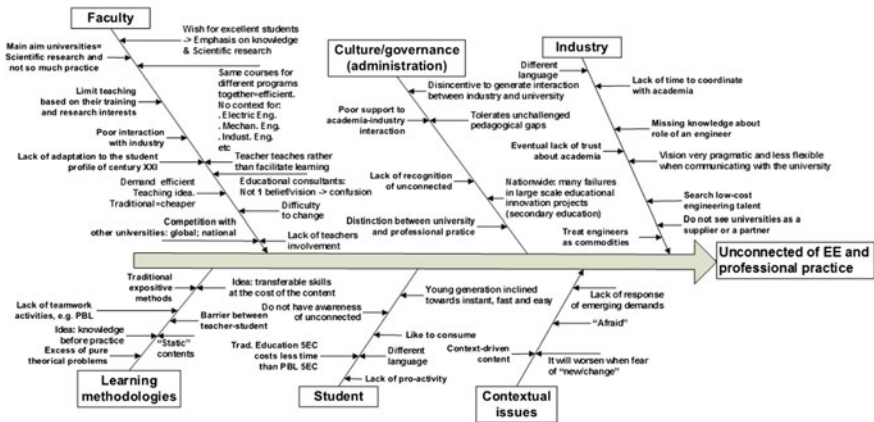 Faculty
Wish for excellent students
-> Emphasis on knowledge
& Scientific research
Main aim universities=
Scientific research and
not so much practice
Same courses for
different programs
together=efficient.
No context for:
. Electric Eng.
. Mechan. Eng.
. Indust. Eng.
etc
Limit teaching
based on their training
and research interests
Poor interaction
with industry
Lack of adaptation to the student
profile of century XXI
Teacher teaches rather
than facilitate learning
Demand efficient
Teaching idea.
Traditional=cheaper
Educational consultants:
Not 1 belief/vision -> confusion
Difficulty
to change
Competition with
other universities: global; national
Lack of teachers
involvement
Culture/governance
(administration)
Disincentive to generate interaction
between industry and university
Poor support to
academia-industry
interaction
Tolerates unchallenged
pedagogical gaps
Lack of recognition
of unconnected
Nationwide: many failures
in large scale educational
innovation projects
(secondary education)
Distinction between university
and professional pratice
Industry
Different
language
Lack of time to coordinate
with academia
Missing knowledge about
role of an engineer
Eventual lack of trust
about academia
Vision very pragmatic and less flexible
when communicating with the university
Search low-cost
engineering talent
Do not see universities as a
supplier or a partner
Treat engineers
as commodities
Unconnected of EE and
professional practice
Traditional
expositive
methods
Idea: transferable skills
at the cost of the content
Lack of teamwork
activities, e.g. PBL
Barrier between
teacher-student
Idea: knowledge
before practice
"Static"
contents
Excess of pure
theorical problems
Learning
methodologies
Young generation inclined
towards instant, fast and easy
Do not have awareness
of unconnected
Like to consume
Trad. Education 5EC
costs less time
than PBL 5EC
Different
language
Lack of pro-activity
Student
Lack of response
of emerging demands
"Afraid"
Context-driven
content
It will worsen when fear
of "new/change"
Contextual
issues